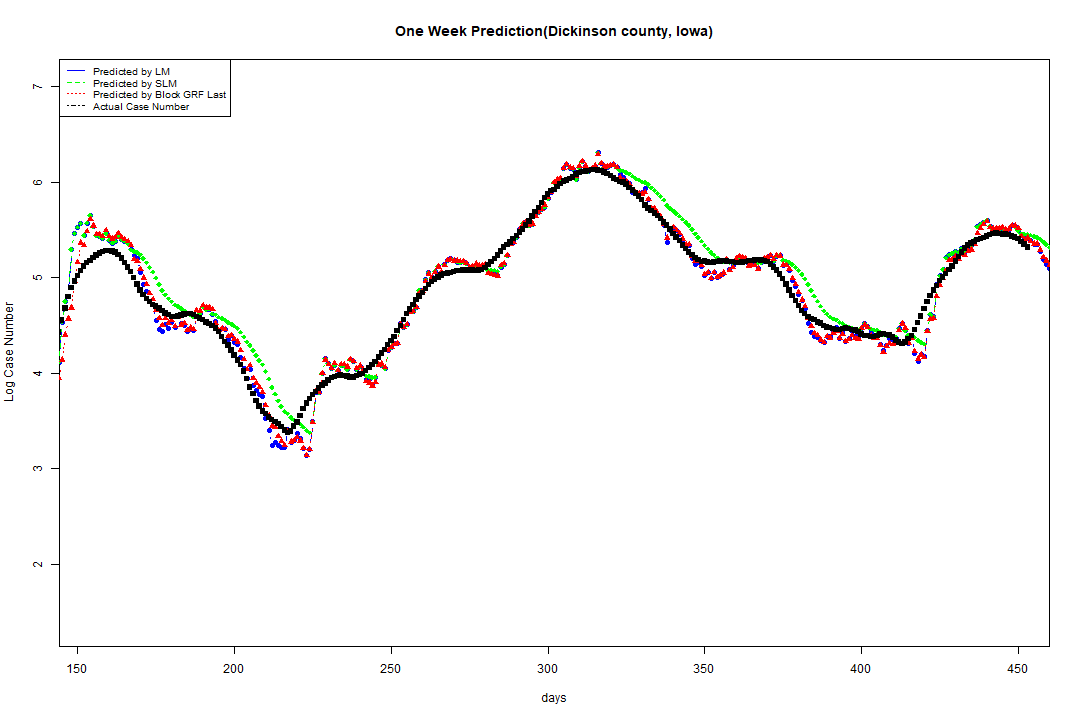 One Week Prediction(Dickinson county, Iowa)
Predicted by LM
Predicted by SLM
Predicted by Block GRF Last
Actual Case Number
7
6
5
4
3
2
Log Case Number
150 200 250 300 350 400 450
days